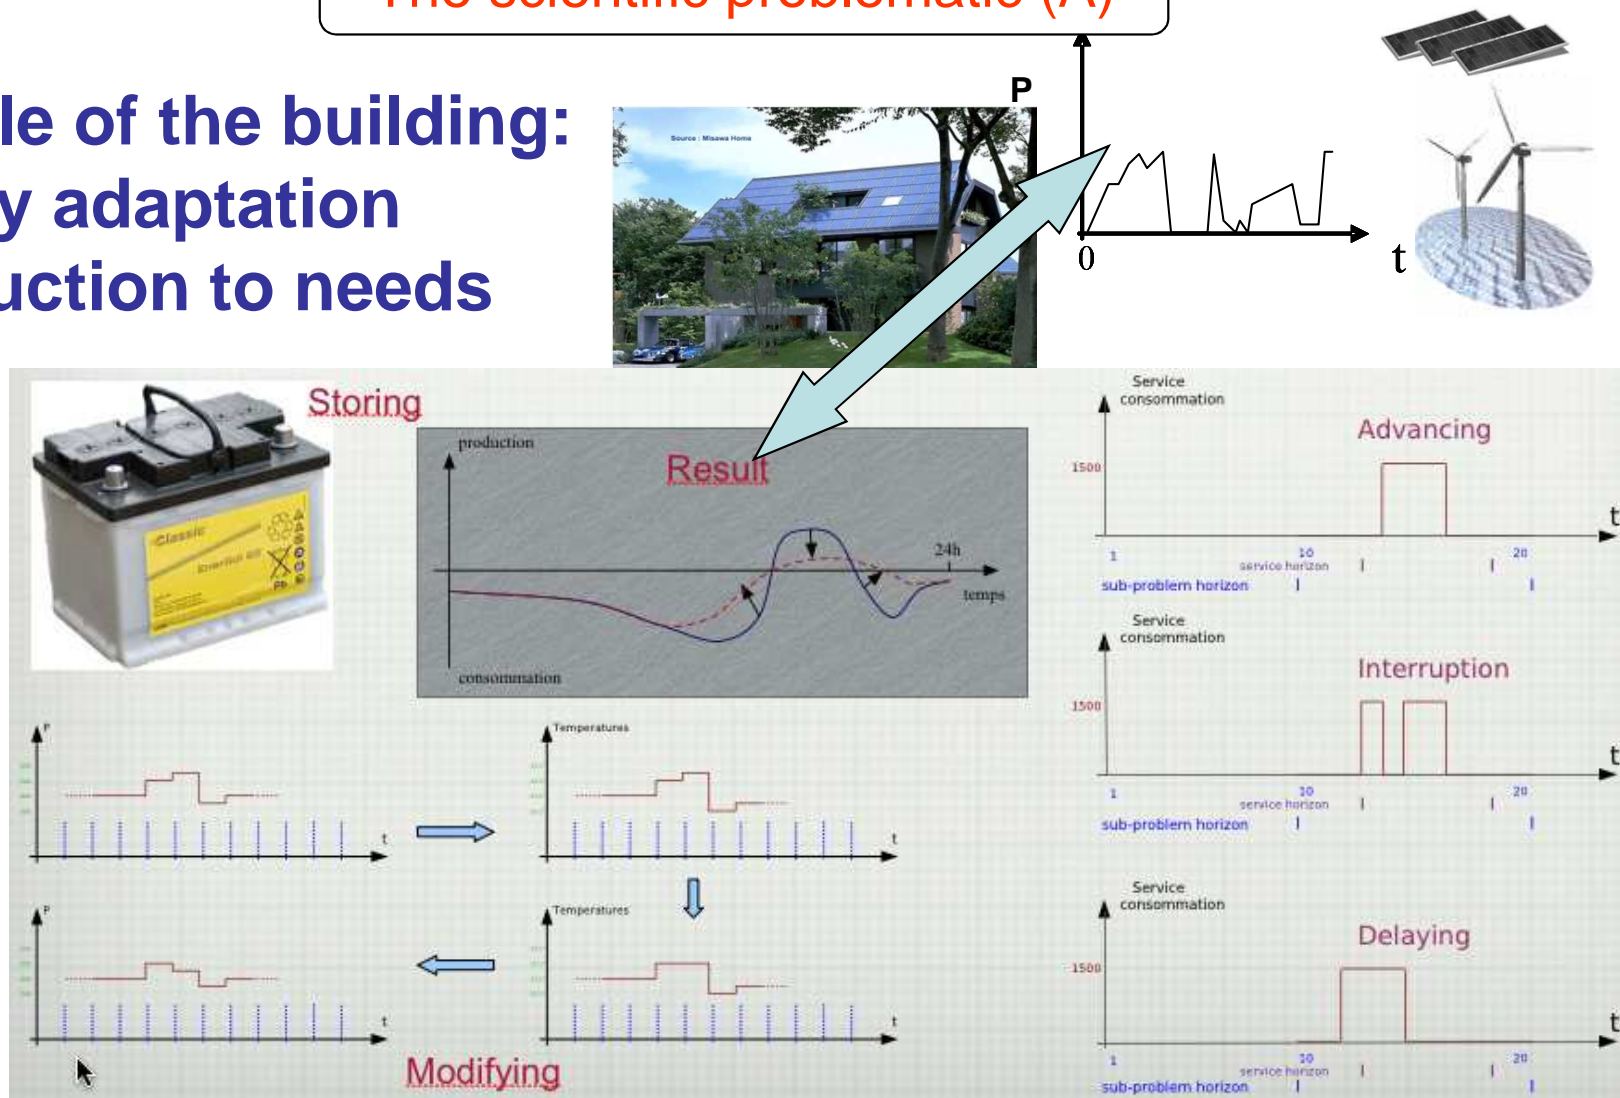 The scientific problematic (A)
le of the building:
y adaptation
uction to needs
Source : Misawa Home
P
0
t
Storing
Classic
production
Result
24h
temps
consommation
Service
consommation
Advancing
1500
t
1
10
20
service horizon
sub-problem horizon
Service
consommation
Interruption
1500
t
1
10
20
service horizon
sub-problem horizon
Service
consommation
Delaying
1500
t
1
10
20
service horizon
sub-problem horizon
P
t
Temperatures
t
P
t
Temperatures
t
Modifying